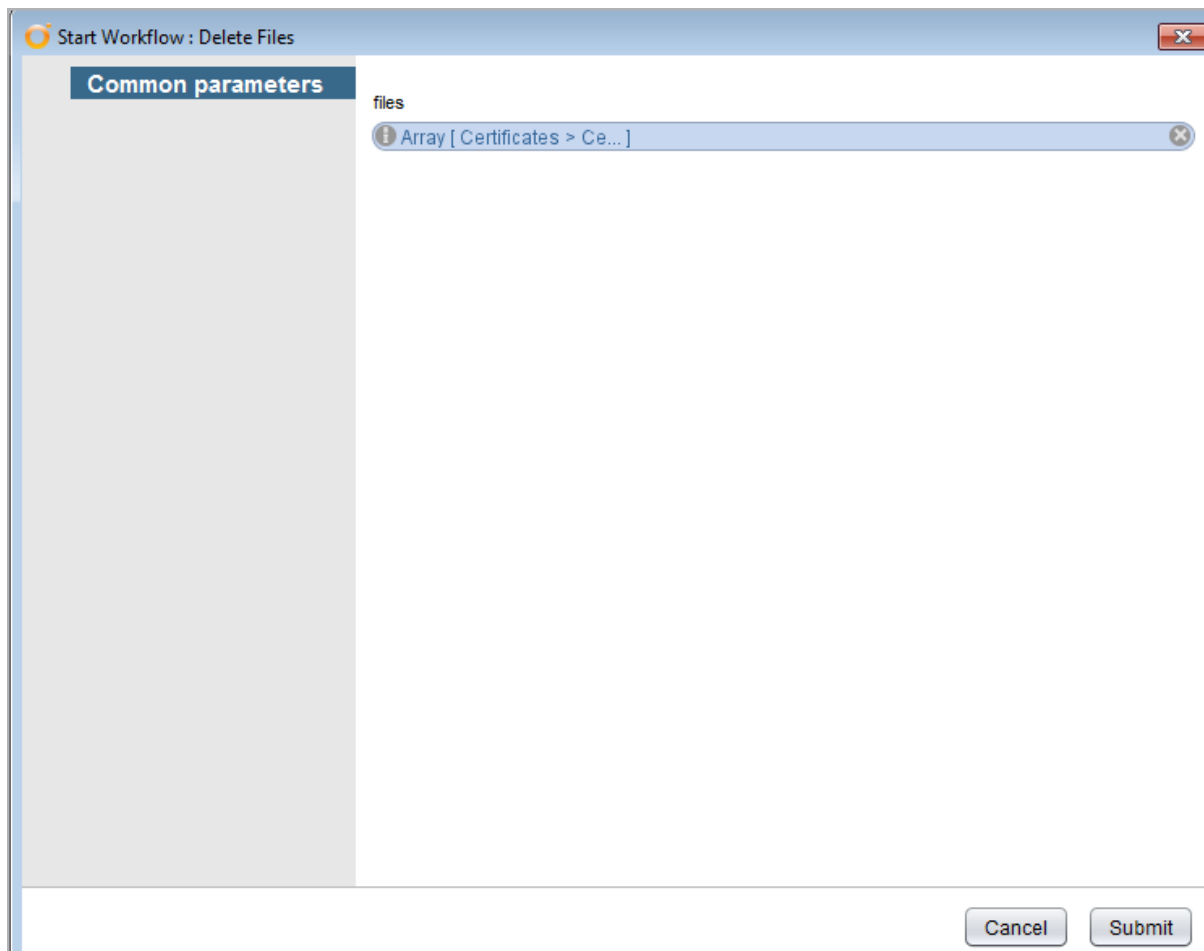 Start Workflow : Delete Files
Common parameters
files
Array [ Certificates > Ce... ]
Cancel
Submit